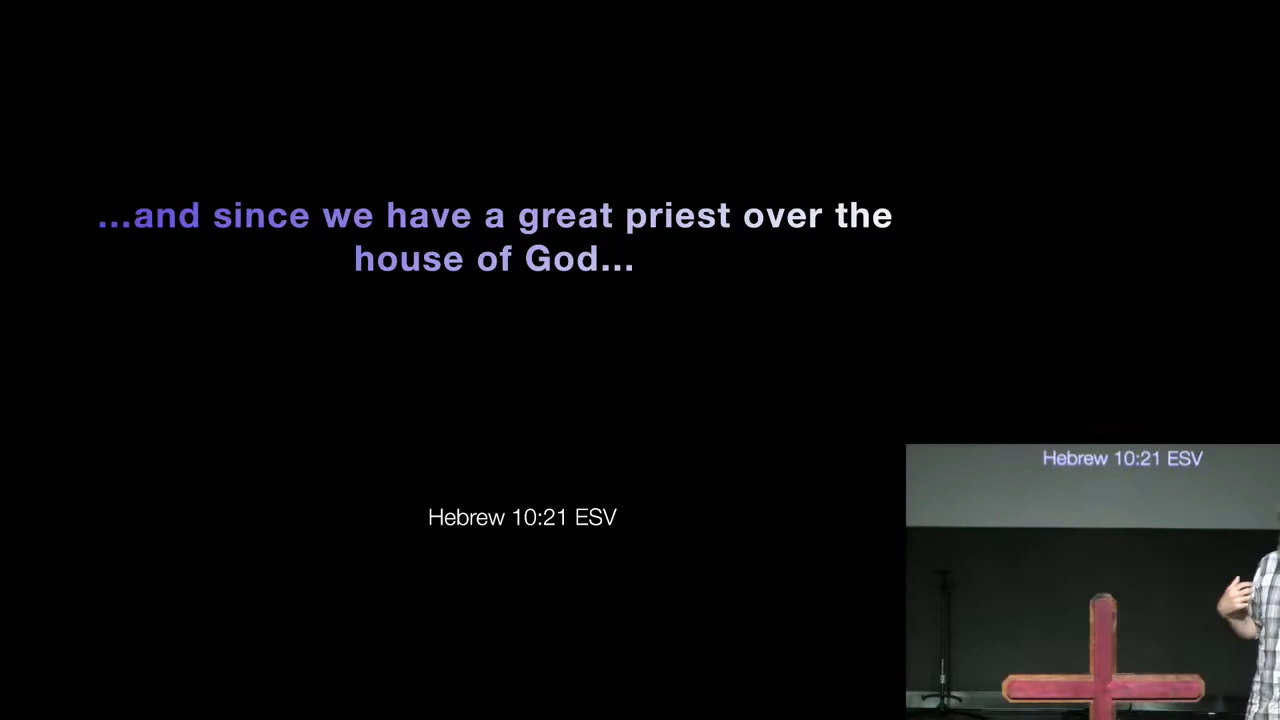 ...and since we have a great priest over the
house of God...
Hebrew 10:21 ESV
Hebrew 10:21 ESV